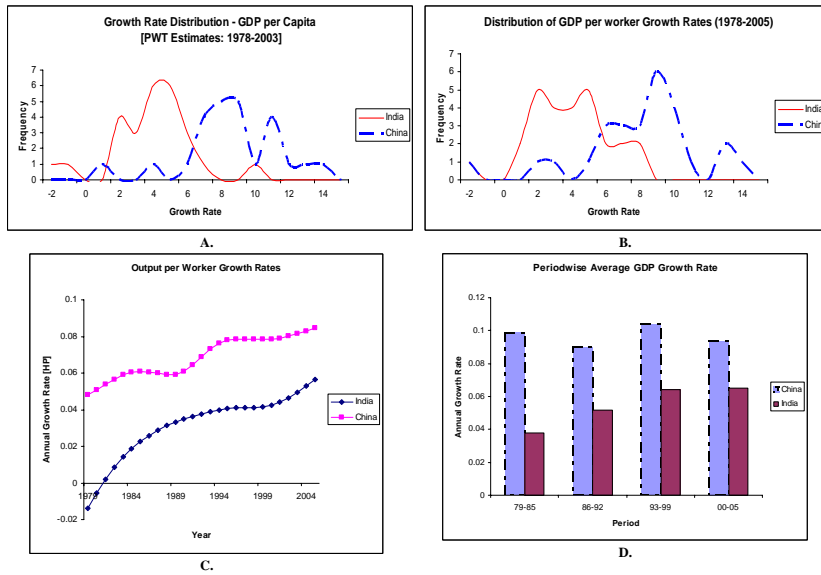 Growth Rate Distribution - GDP per Capita
[PWT Estimates: 1978-2003]
Frequency
7
6
5
4
3
2
1
0
-2 0 2 4 6 8 10 12 14
Growth Rate
India
China
A.
Distribution of GDP per worker Growth Rates (1978-2005)
Frequency
7
6
5
4
3
2
1
0
-2 0 2 4 6 8 10 12 14
Growth Rate
India
China
B.
Output per Worker Growth Rates
Annual Growth Rate [HP]
0.1
0.08
0.06
0.04
0.02
0
-0.02
1979 1984 1989 1994 1999 2004
Year
India
China
C.
Periodwise Average GDP Growth Rate
Annual Growth Rate
0.12
0.1
0.08
0.06
0.04
0.02
0
79-85 86-92 93-99 00-05
Period
China
India
D.